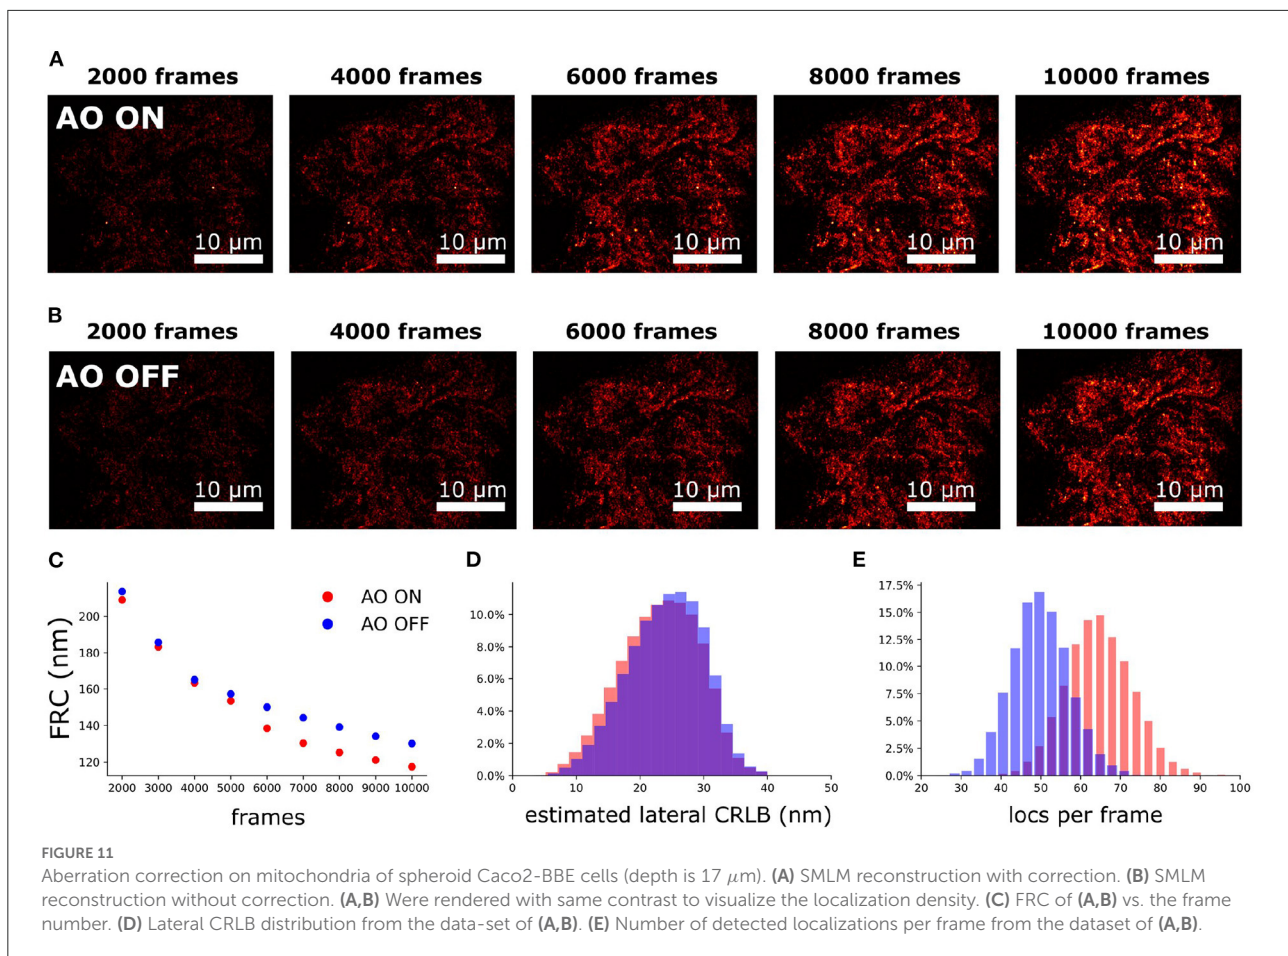 A
2000 frames 4000 frames 6000 frames 8000 frames 10000 frames
AO ON
10 μm 10 μm 10 μm 10 μm 10 μm
B
2000 frames 4000 frames 6000 frames 8000 frames 10000 frames
AO OFF
10 μm 10 μm 10 μm 10 μm 10 μm
C
FRC (nm)
200
180
160
140
120
2000 3000 4000 5000 6000 7000 8000 9000 10000
frames
AO ON
AO OFF
D
10.0%
8.0%
6.0%
4.0%
2.0%
0.0%
0 10 20 30 40 50
estimated lateral CRLB (nm)
E
17.5%
15.0%
12.5%
10.0%
7.5%
5.0%
2.5%
0.0%
20 30 40 50 60 70 80 90 100
locs per frame
FIGURE 11
Aberration correction on mitochondria of spheroid Caco2-BBE cells (depth is 17 μm). (A) SMLM reconstruction with correction. (B) SMLM
reconstruction without correction. (A,B) Were rendered with same contrast to visualize the localization density. (C) FRC of (A,B) vs. the frame
number. (D) Lateral CRLB distribution from the data-set of (A,B). (E) Number of detected localizations per frame from the dataset of (A,B).